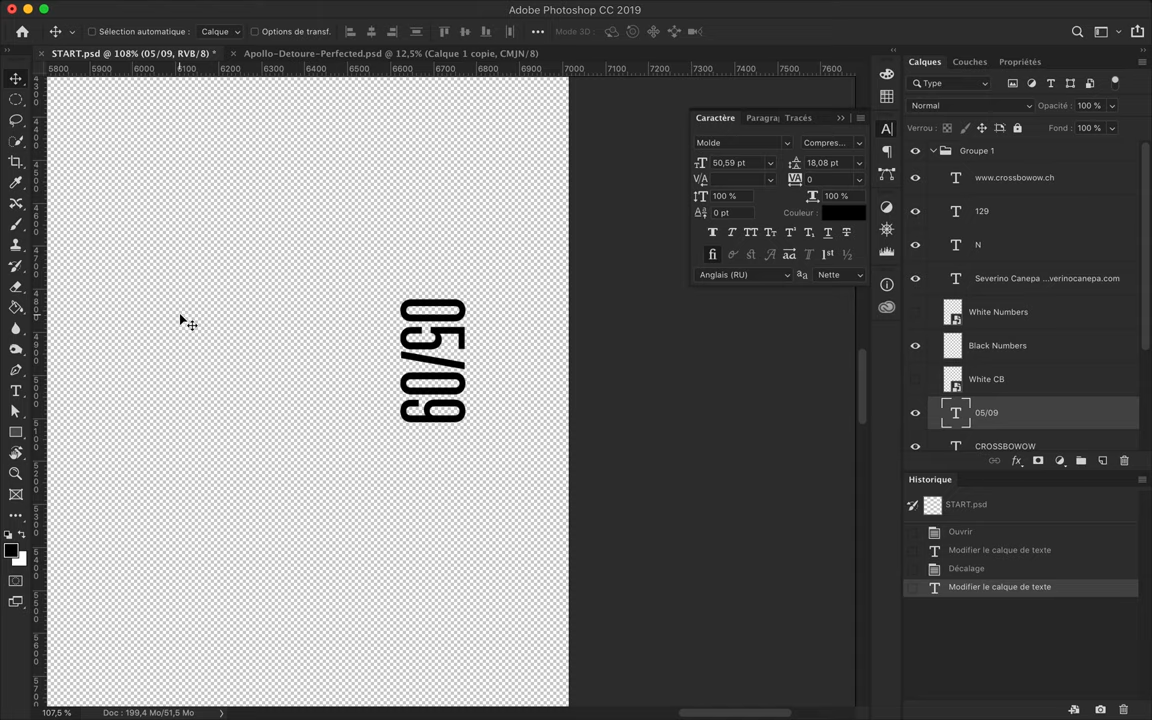 Adobe Photoshop CC 2019
Sélection automatique : Calque Options de transf. Mode 3D :
START.psd @ 108% (05/09, RVB/8) * Apollo-Detoure-Perfected.psd @ 12,5% (Calque 1 copie, CMJN/8)
5800 5900 6000 6100 6200 6300 6400 6500 6600 6700 6800 6900 7000 7100 7200 7300 7400 7500 7600
Calques Couches Propriétés
Type
Normal Opacité : 100 %
Verrou : Fond : 100 %
Groupe 1
www.crossbowow.ch
129
N
Severino Canepa ...verinocanepa.com
White Numbers
Black Numbers
White CB
05/09
CROSSBOWOW
Caractère Paragra Tracés
Molde Compres...
50,59 pt 18,08 pt
0
100 % 100 %
0 pt Couleur :
Anglais (RU) Nette
05/09
Historique
START.psd
Ouvrir
Modifier le calque de texte
Décalage
Modifier le calque de texte
107,5 % Doc : 199,4 Mo/51,5 Mo